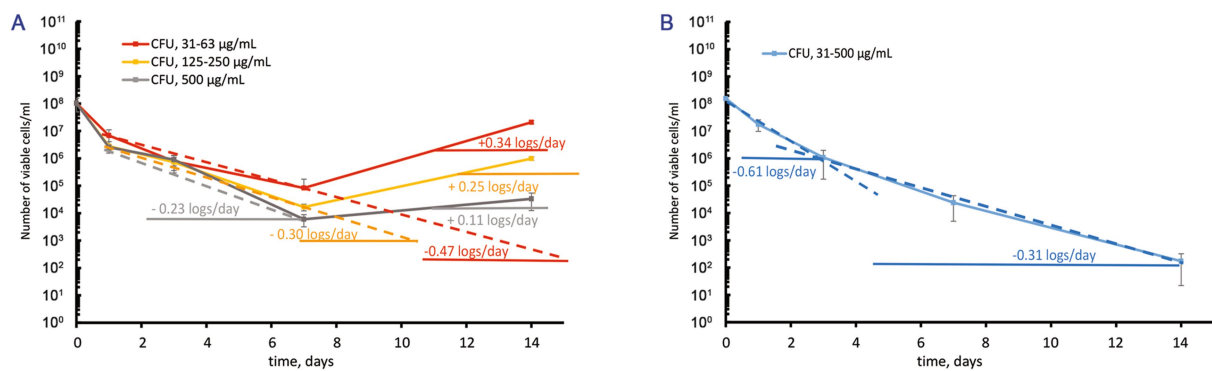 A
10¹¹
10¹⁰
10⁹
10⁸
10⁷
10⁶
10⁵
10⁴
10³
10²
10¹
10⁰
Number of viable cells/ml
CFU, 31-63 µg/mL
CFU, 125-250 µg/mL
CFU, 500 µg/mL
+0.34 logs/day
+ 0.25 logs/day
- 0.23 logs/day
+ 0.11 logs/day
- 0.30 logs/day
-0.47 logs/day
0 2 4 6 8 10 12 14
time, days
B
10¹¹
10¹⁰
10⁹
10⁸
10⁷
10⁶
10⁵
10⁴
10³
10²
10¹
10⁰
Number of viable cells/ml
CFU, 31-500 µg/mL
-0.61 logs/day
-0.31 logs/day
0 2 4 6 8 10 12 14
time, days